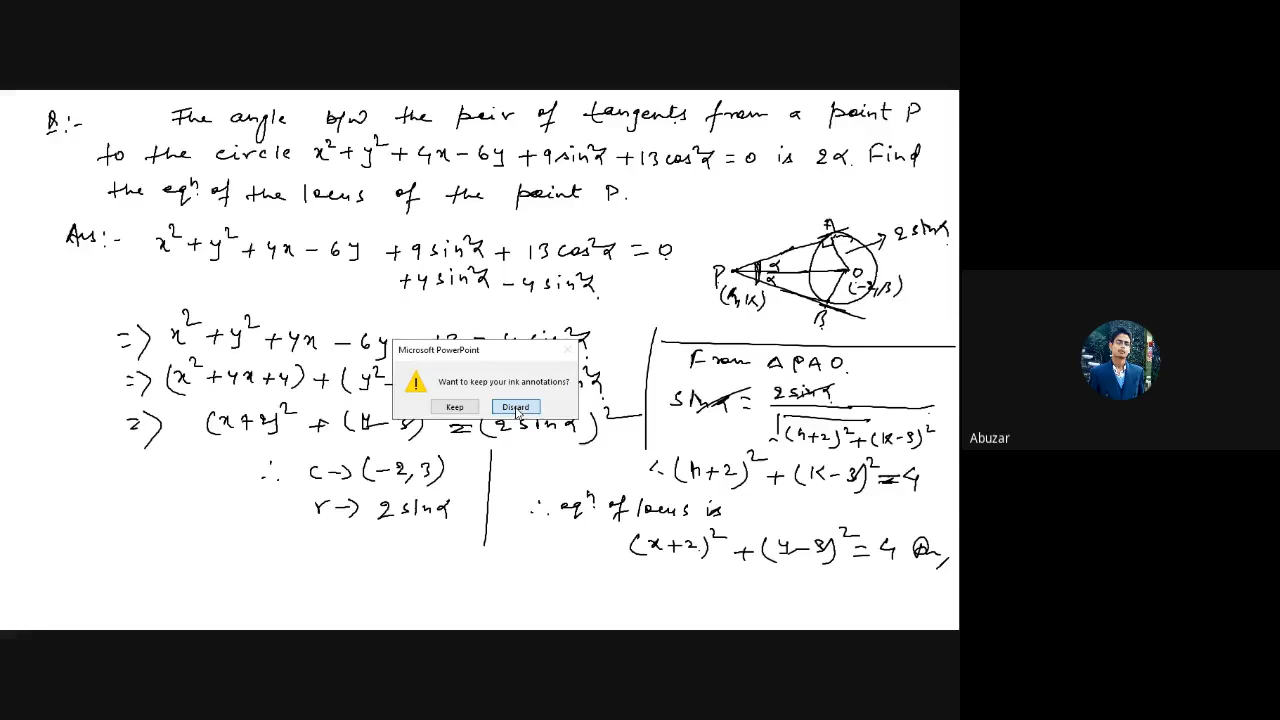 Q:- The angle b/w the pair of tangents from a point P
to the circle x² + y² + 4x - 6y + 9sin²α + 13cos²α = 0 is 2α. Find
the eqⁿ. of the locus of the point P.
Ans:- x² + y² + 4x - 6y + 9sin²α + 13cos²α = 0
+4sin²α - 4sin²α.
=> x² + y² + 4x - 6y
=> (x² + 4x + 4) + (y²
=> (x+2)² + (y-3) = (2sinα)²
∴ C -> (-2, 3)
r -> 2sinα
A
2sinα
P
α
α
O
(h,k)
(-2,3)
B
From △PAO.
sinα = 2sinα
√(h+2)² + (k-3)²
(h+2)² + (k-3)² = 4
∴ eqⁿ of locus is
(x+2)² + (y-3)² = 4 Ans,
Microsoft PowerPoint
Want to keep your ink annotations?
Keep
Discard
Abuzar